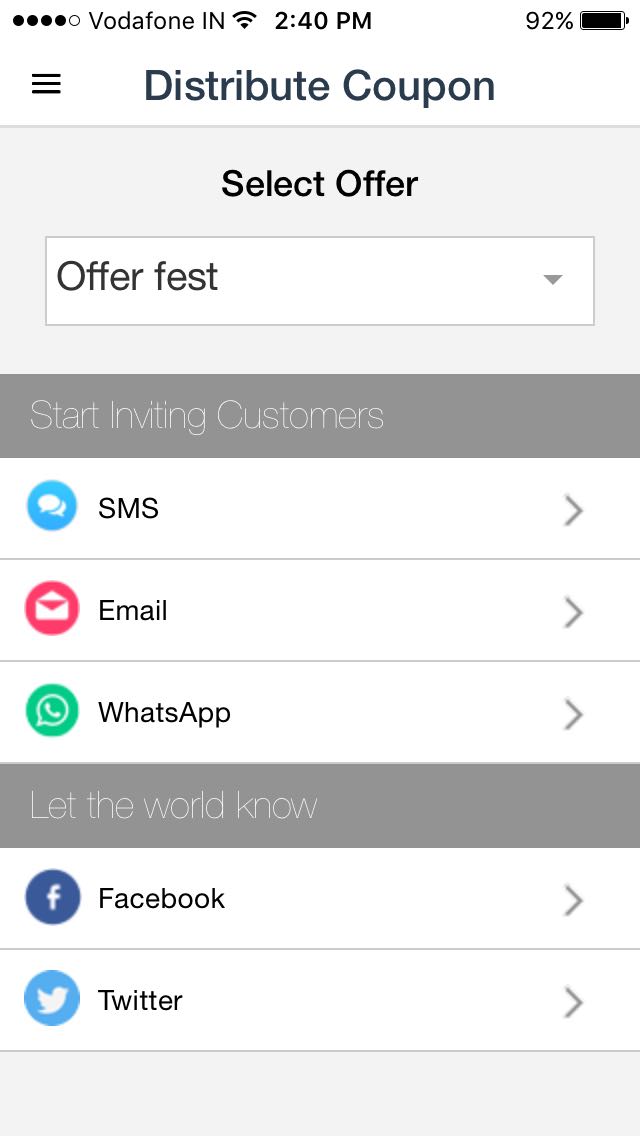 Vodafone IN 2:40 PM 92%
Distribute Coupon
Select Offer
Offer fest
Start Inviting Customers
SMS
Email
WhatsApp
Let the world know
Facebook
Twitter